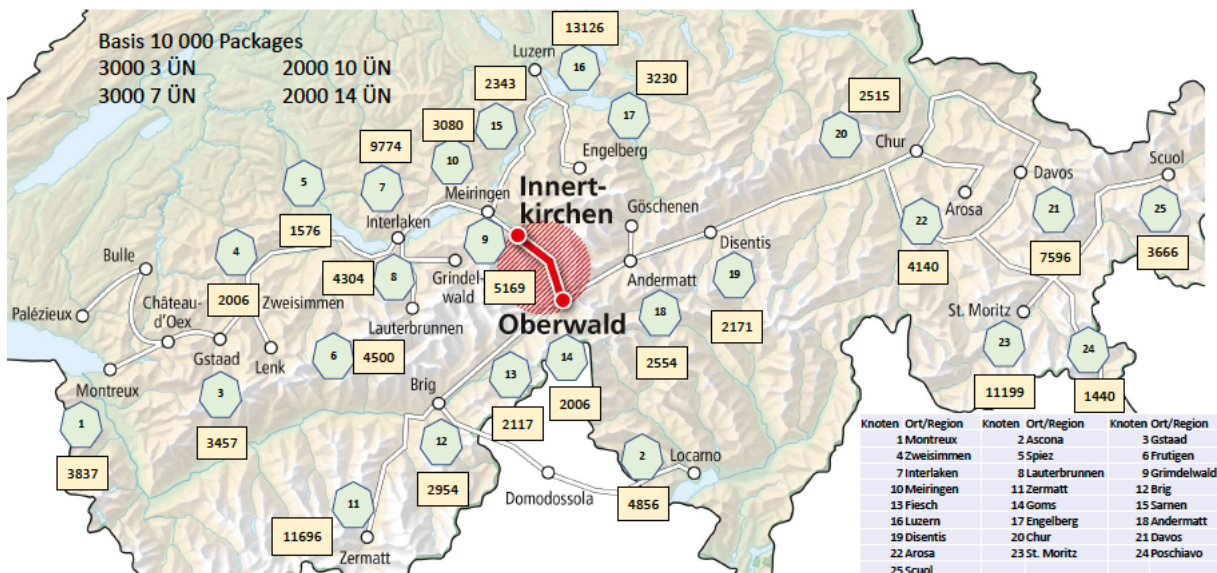 Basis 10 000 Packages
3000 3 ÜN 2000 10 ÜN
3000 7 ÜN 2000 14 ÜN
13126
Luzern
16
2343
3230
15
17
2515
20
Chur
3080
10
9774
Engelberg
Scuol
Davos
5
7
Meiringen
Innert-
kirchen
Göschenen
Arosa
21
25
1576
Interlaken
9
22
4
Bulle
4304
8
Grindel-
wald
5169
Disentis
Andermatt
19
4140
7596
3666
2006
Zweisimmen
Château-
d'Oex
Palézieux
Lauterbrunnen
Oberwald
18
2171
St. Moritz
Gstaad
Lenk
6
4500
14
2554
23
24
Montreux
3
Brig
13
2006
11199
1440
1
3457
2117
12
2
Locarno
3837
2954
Domodossola
4856
11
11696
Zermatt
Knoten Ort/Region Knoten Ort/Region Knoten Ort/Region
1 Montreux 2 Ascona 3 Gstaad
4 Zweisimmen 5 Spiez 6 Frutigen
7 Interlaken 8 Lauterbrunnen 9 Grimdelwald
10 Meiringen 11 Zermatt 12 Brig
13 Fiesch 14 Goms 15 Sarnen
16 Luzern 17 Engelberg 18 Andermatt
19 Disentis 20 Chur 21 Davos
22 Arosa 23 St. Moritz 24 Poschiavo
25 Scuol